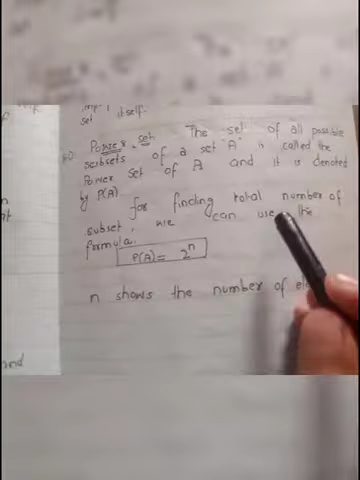 set itself.
Power set The set of all possible
subsets of a set "A" is called the
Power set of A and it is denoted
by P(A)
for finding total number of
subset, we can use the
formula.
P(A) = 2ⁿ
n shows the number of